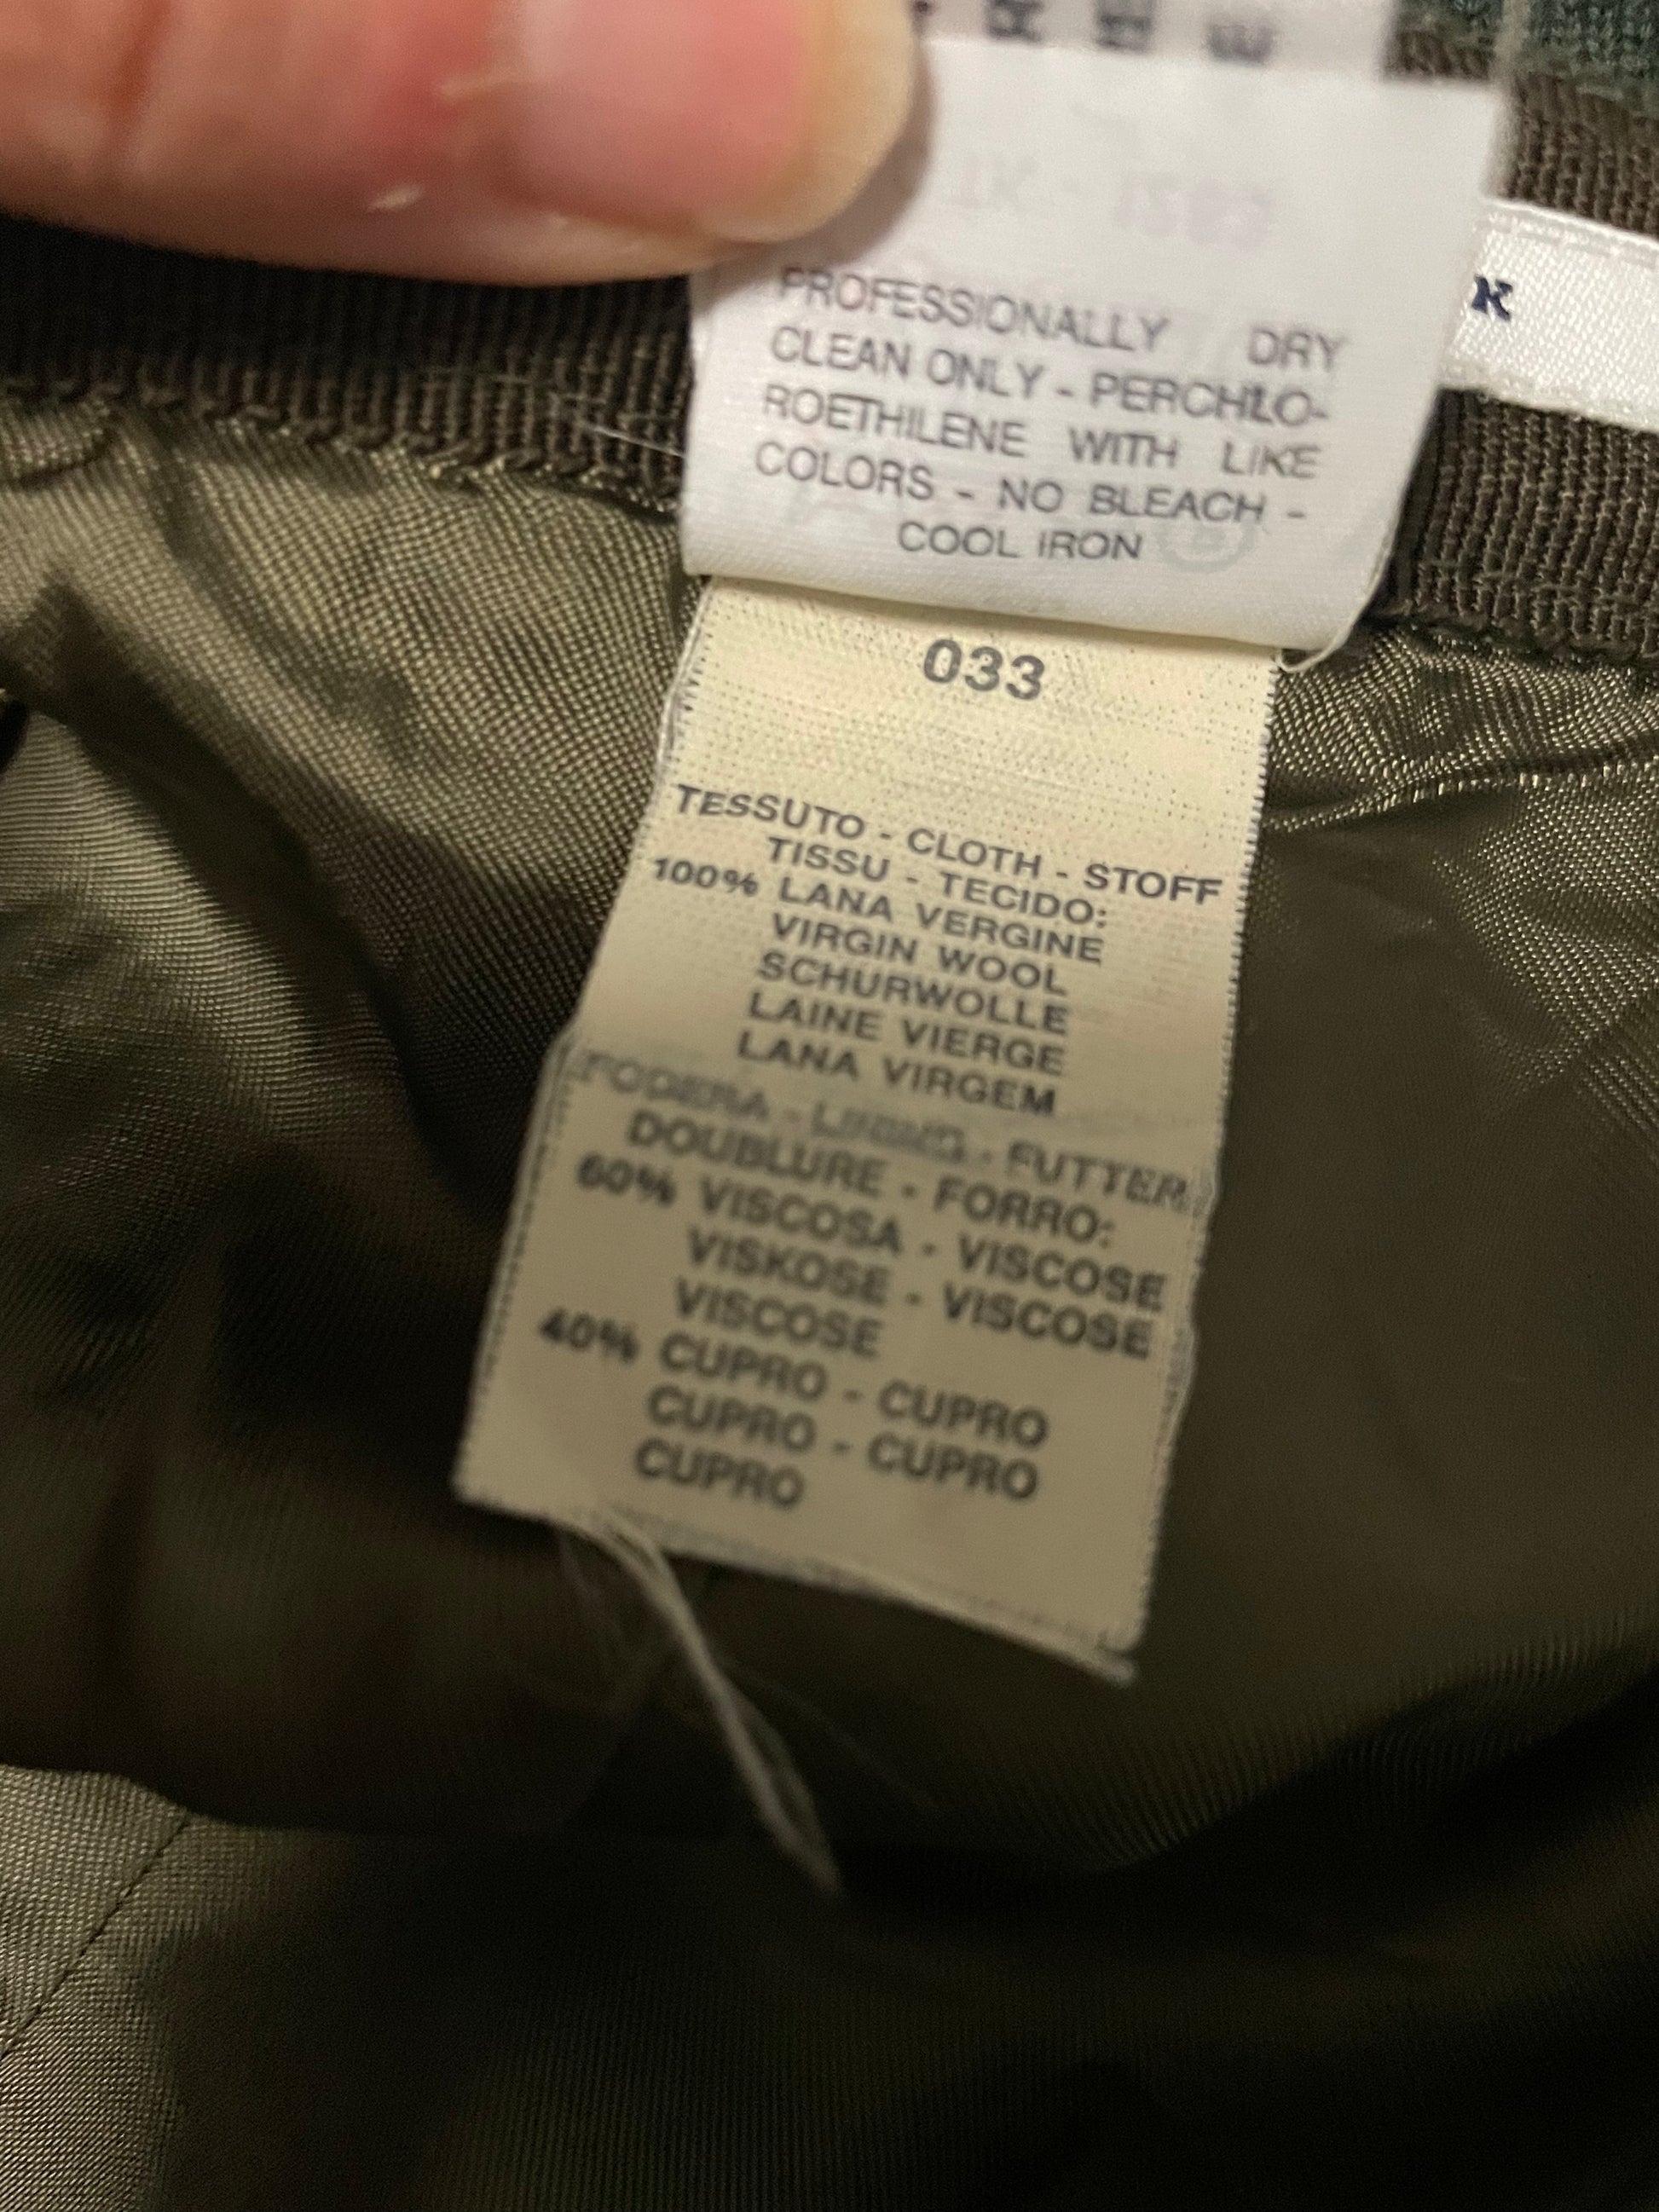 K
PROFESSIONALLY DRY
CLEAN ONLY - PERCHLO-
ROETHILENE WITH LIKE
COLORS - NO BLEACH -
COOL IRON
033
TESSUTO - CLOTH - STOFF
TISSU - TECIDO:
100% LANA VERGINE
VIRGIN WOOL
SCHURWOLLE
LAINE VIERGE
LANA VIRGEM
FODERA - LINING - FUTTER
DOUBLURE - FORRO:
60% VISCOSA - VISCOSE
VISKOSE - VISCOSE
VISCOSE
40% CUPRO - CUPRO
CUPRO - CUPRO
CUPRO